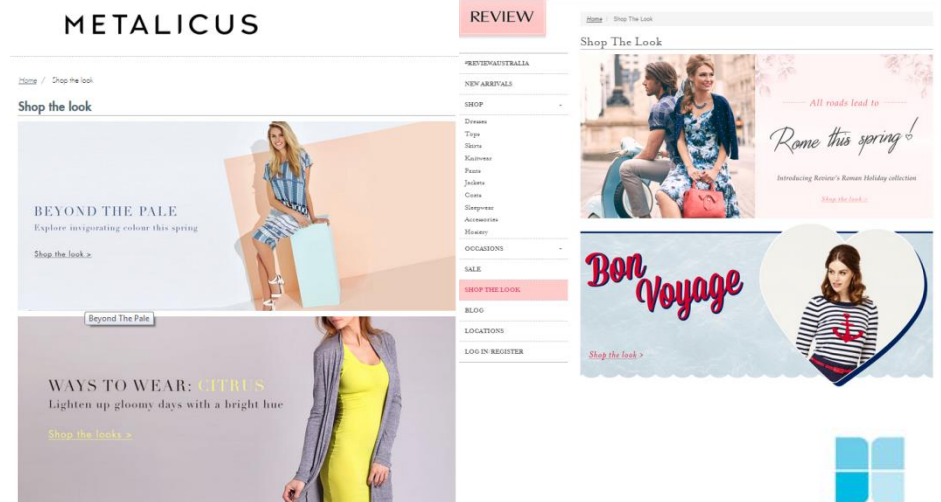 METALICUS
Home / Shop the look
Shop the look
BEYOND THE PALE
Explore invigorating colour this spring
Shop the look >
Beyond The Pale
WAYS TO WEAR: CITRUS
Lighten up gloomy days with a bright hue
Shop the looks >
REVIEW
#REVIEWAUSTRALIA
NEW ARRIVALS
SHOP -
Dresses
Tops
Skirts
Knitwear
Pants
Jackets
Coats
Sleepwear
Accessories
Hosiery
OCCASIONS -
SALE
SHOP THE LOOK
BLOG
LOCATIONS
LOG IN/REGISTER
Home / Shop The Look
Shop The Look
All roads lead to
Rome this spring!
Introducing Review's Roman Holiday collection
Shop the look >
Bon
Voyage
Shop the look >